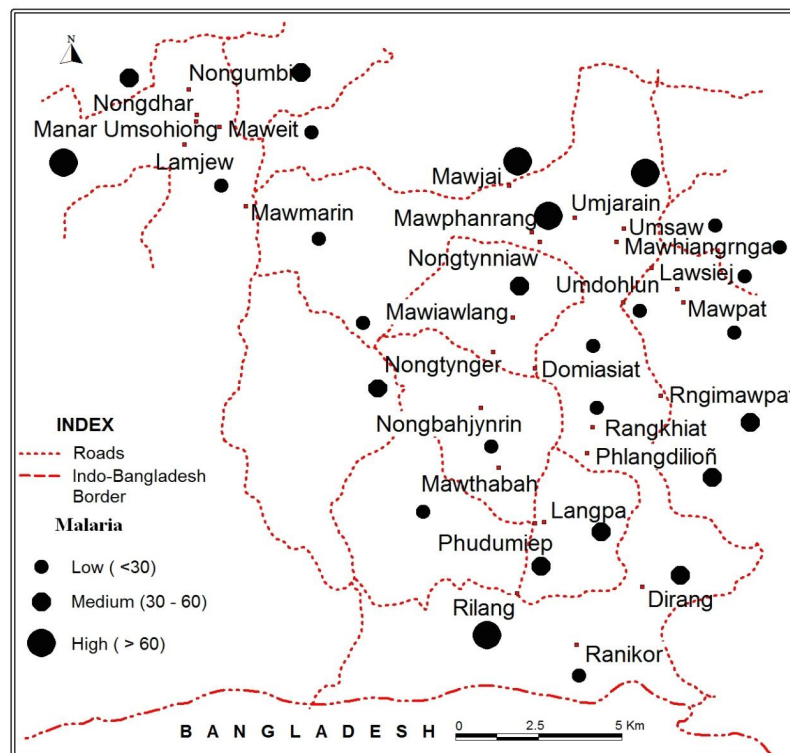 N
Nongumbi
Nongdhar
Manar Umsohiong Maweit
Lamjew
Mawmarin
Mawjai
Mawphanrang
Umjarain
Umsaw
Mawhiangrnga
Nongtynniaw
Umdohlun
Lawsiej
Mawiawlang
Mawpat
Nongtynger
Domiasiat
Rngimawpat
Nongbahjynrin
Rangkhiat
Phlangdilioñ
Mawthabah
Langpa
Phudumiep
Rilang
Dirang
Ranikor
INDEX
Roads
Indo-Bangladesh
Border
Malaria
Low ( <30)
Medium (30 - 60)
High ( > 60)
B A N G L A D E S H
0 2.5 5 Km